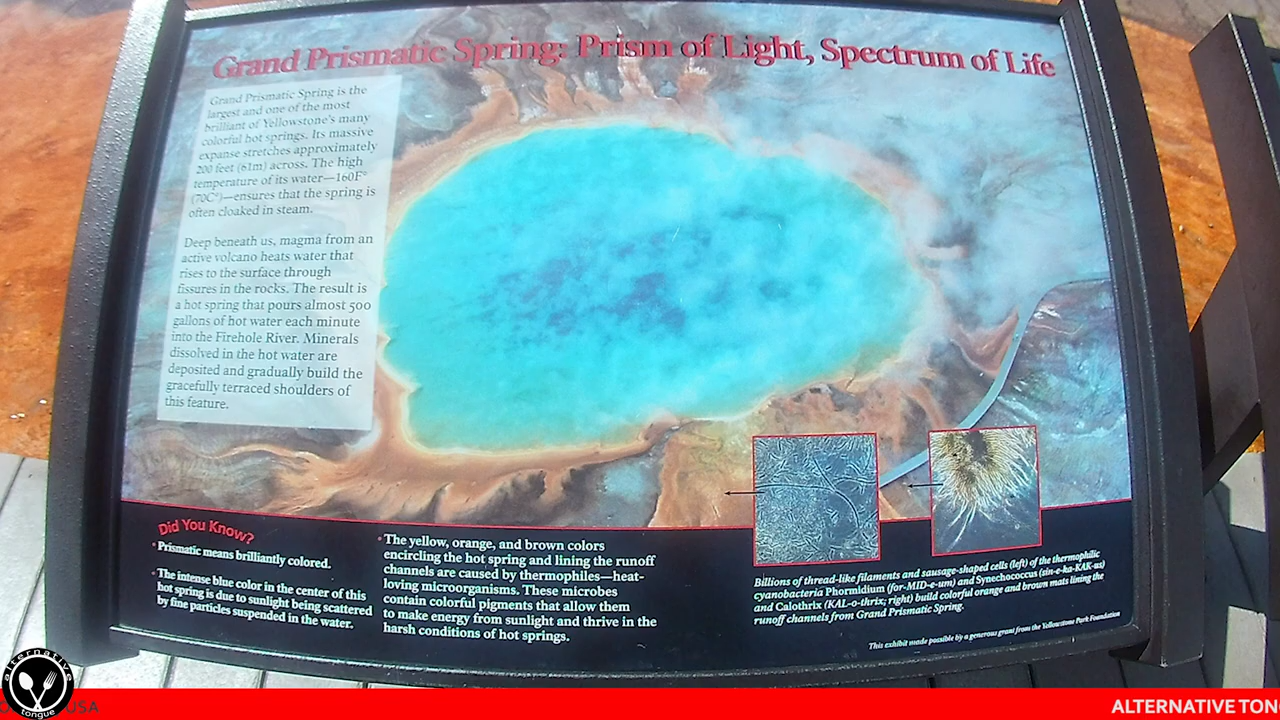 Grand Prismatic Spring: Prism of Light, Spectrum of Life
Grand Prismatic Spring is the
largest and one of the most
brilliant of Yellowstone's many
colorful hot springs. Its massive
expanse stretches approximately
200 feet (61m) across. The high
temperature of its water—160F°
(70C°)—ensures that the spring is
often cloaked in steam.
Deep beneath us, magma from an
active volcano heats water that
rises to the surface through
fissures in the rocks. The result is
a hot spring that pours almost 500
gallons of hot water each minute
into the Firehole River. Minerals
dissolved in the hot water are
deposited and gradually build the
gracefully terraced shoulders of
this feature.
Did You Know?
• Prismatic means brilliantly colored.
• The intense blue color in the center of this
hot spring is due to sunlight being scattered
by fine particles suspended in the water.
• The yellow, orange, and brown colors
encircling the hot spring and lining the runoff
channels are caused by thermophiles—heat-
loving microorganisms. These microbes
contain colorful pigments that allow them
to make energy from sunlight and thrive in the
harsh conditions of hot springs.
Billions of thread-like filaments and sausage-shaped cells (left) of the thermophilic
cyanobacteria Phormidium (for-MID-e-um) and Synechococcus (sin-e-ka-KAK-us)
and Calothrix (KAL-o-thrix; right) build colorful orange and brown mats lining the
runoff channels from Grand Prismatic Spring.
This exhibit made possible by a generous grant from the Yellowstone Park Foundation
alternative
tongue
USA
ALTERNATIVE TON